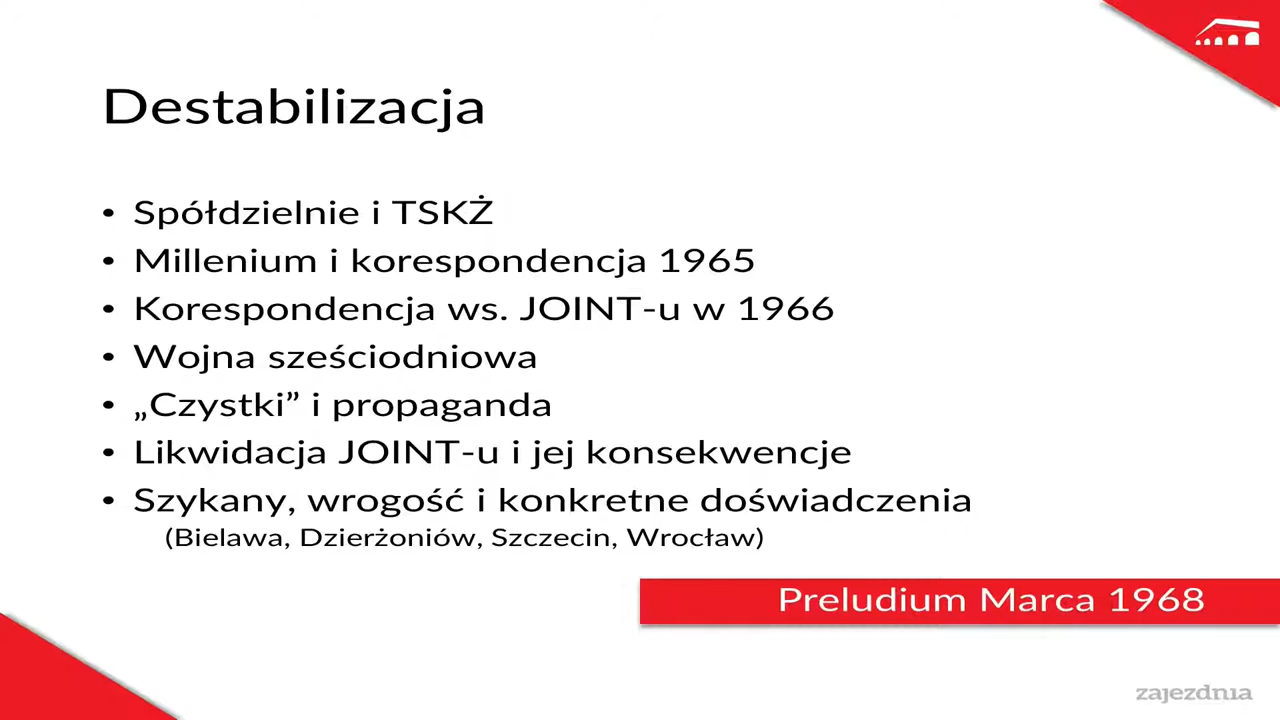 Destabilizacja
• Spółdzielnie i TSKŻ
• Millenium i korespondencja 1965
• Korespondencja ws. JOINT-u w 1966
• Wojna sześciodniowa
• „Czystki” i propaganda
• Likwidacja JOINT-u i jej konsekwencje
• Szykany, wrogość i konkretne doświadczenia
(Bielawa, Dzierżoniów, Szczecin, Wrocław)
Preludium Marca 1968
zajezdnia